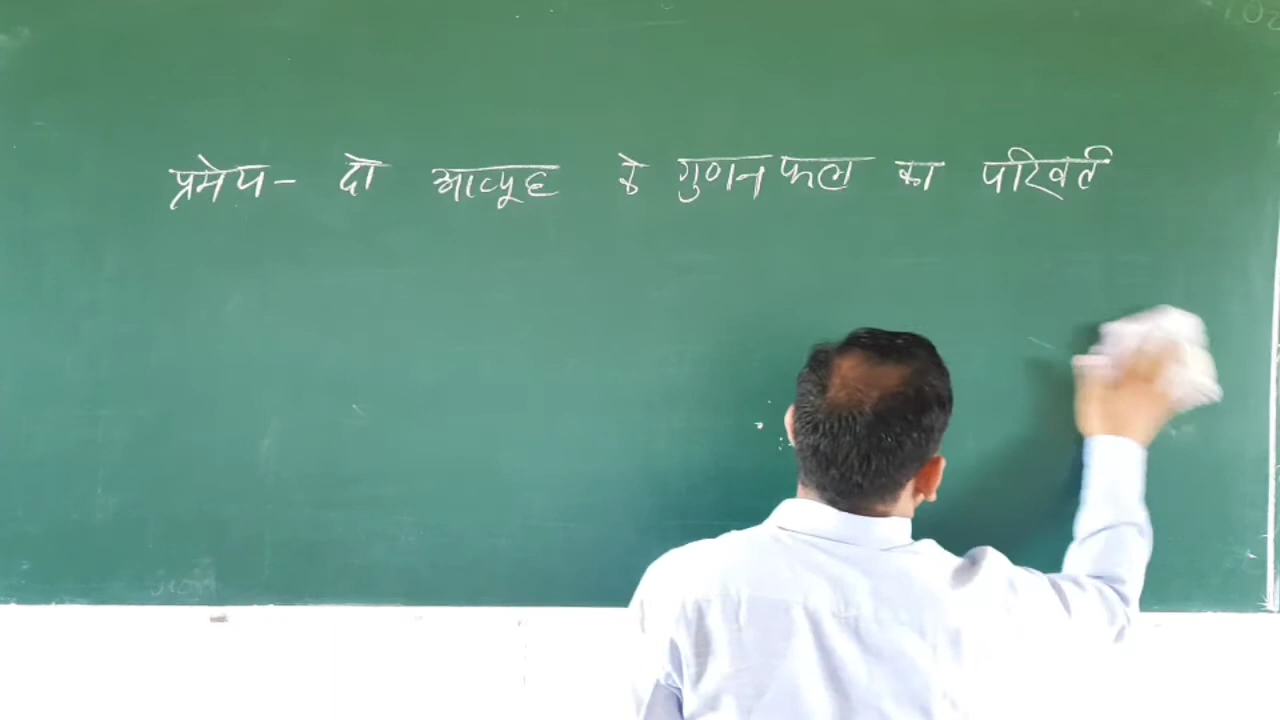 प्रमेय- दो आव्यूह के गुणनफल का परिवर्त